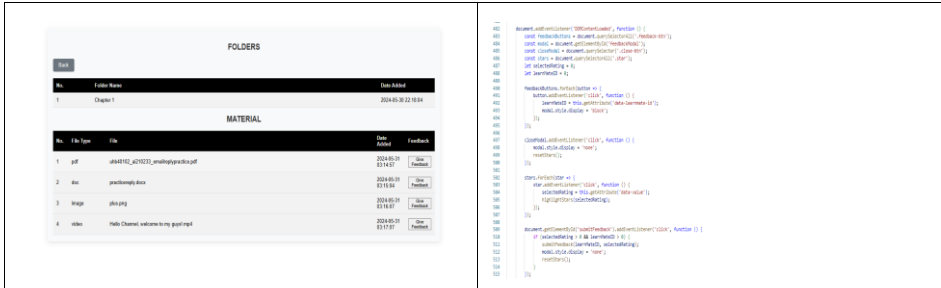 FOLDERS
Back
No. Folder Name Date Added
1 Chapter 1 2024-05-30 22:18:04
MATERIAL
No. File Type File Date Added Feedback
1 pdf 2024-05-31 03:14:57 Give Feedback
2 doc practicereply.docx 2024-05-31 03:15:04 Give Feedback
3 Image plus.png 2024-05-31 03:16:07 Give Feedback
4 video Hello Channel, welcome to my guys!.mp4 2024-05-31 03:17:07 Give Feedback
document.addEventListener('DOMContentLoaded', function () {
const feedbackButtons = document.querySelectorAll('.feedback-btn');
const modal = document.getElementById('feedbackModal');
const closeModal = document.querySelector('.close-btn');
const stars = document.querySelectorAll('.star');
let selectedRating = 0;
let learnMateID = 0;
feedbackButtons.forEach(button => {
button.addEventListener('click', function () {
learnMateID = this.getAttribute('data-learnmate-id');
modal.style.display = 'block';
});
});
closeModal.addEventListener('click', function () {
modal.style.display = 'none';
resetStars();
});
stars.forEach(star => {
star.addEventListener('click', function () {
selectedRating = this.getAttribute('data-value');
highlightStars(selectedRating);
});
});
document.getElementById('submitFeedback').addEventListener('click', function () {
if (selectedRating > 0 && learnMateID > 0) {
submitFeedback(learnMateID, selectedRating);
modal.style.display = 'none';
resetStars();
}
});